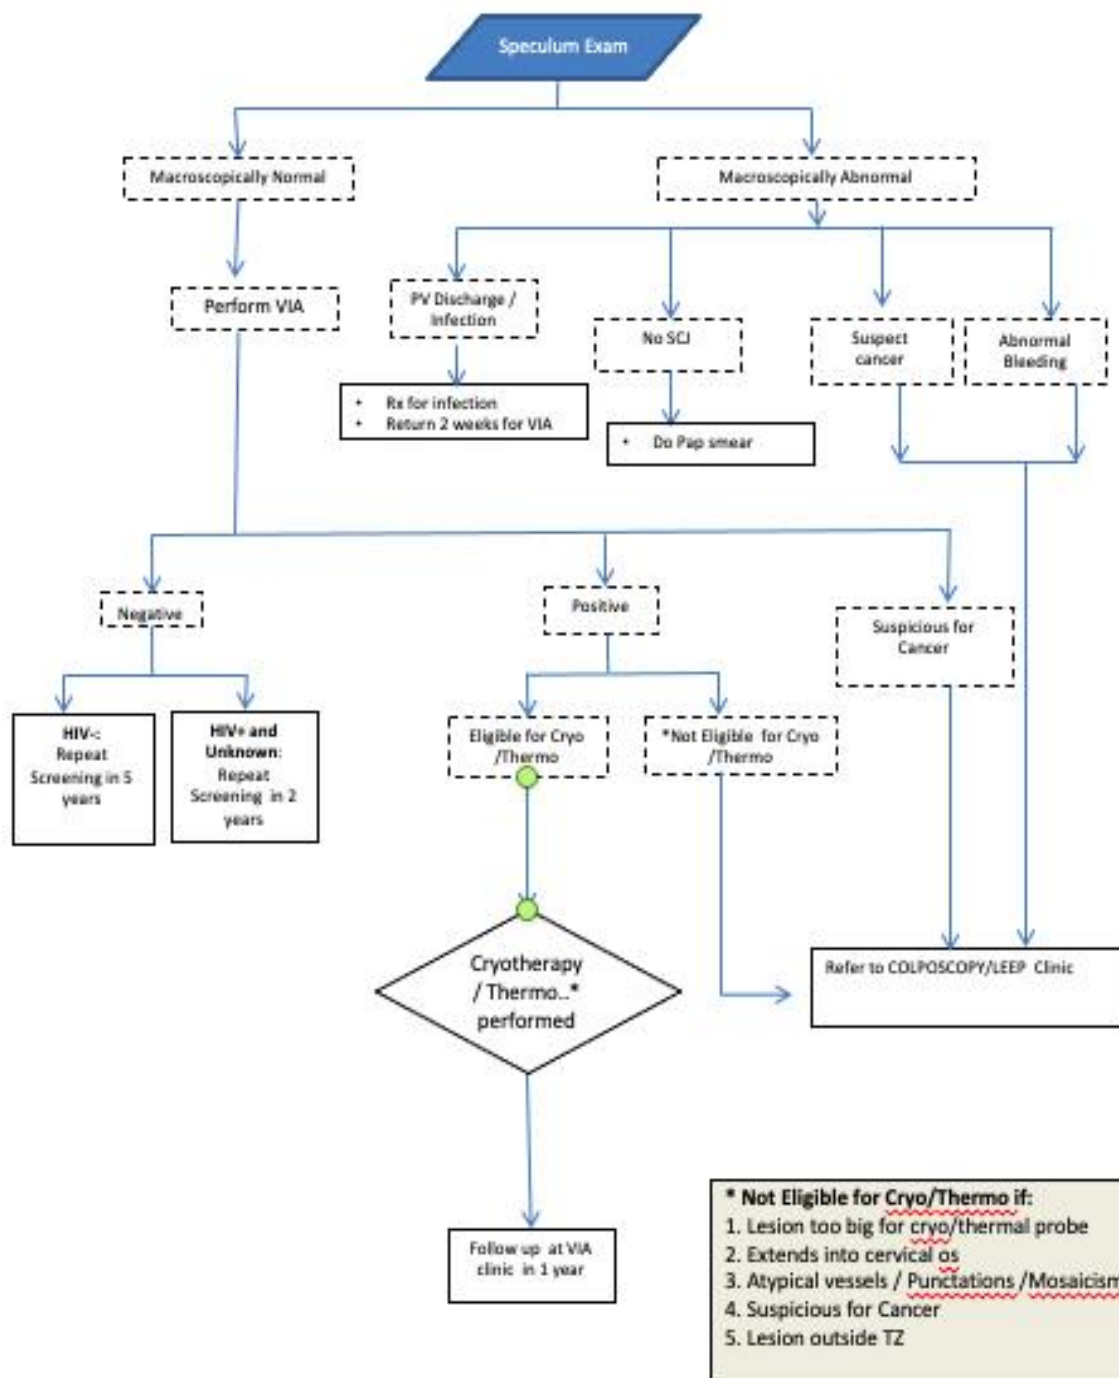 Speculum Exam
Macroscopically Normal
Macroscopically Abnormal
Perform VIA
PV Discharge /
Infection
No SCJ
Suspect
cancer
Abnormal
Bleeding
• Rx for infection
• Return 2 weeks for VIA
• Do Pap smear
Negative
Positive
Suspicious for
Cancer
HIV-:
Repeat
Screening in 5
years
HIV+ and
Unknown:
Repeat
Screening in 2
years
Eligible for Cryo
/Thermo
*Not Eligible for Cryo
/Thermo
Cryotherapy
/ Thermo..*
performed
Refer to COLPOSCOPY/LEEP Clinic
Follow up at VIA
clinic in 1 year
* Not Eligible for Cryo/Thermo if:
1. Lesion too big for cryo/thermal probe
2. Extends into cervical os
3. Atypical vessels / Punctations /Mosaicism
4. Suspicious for Cancer
5. Lesion outside TZ